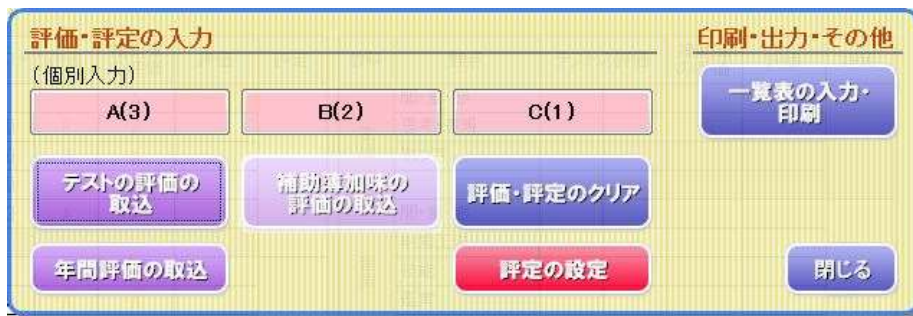 評価・評定の入力
(個別入力)
A(3)
B(2)
C(1)
テストの評価の
取込
補助簿加味の
評価の取込
評価・評定のクリア
年間評価の取込
評定の設定
印刷・出力・その他
一覧表の入力・
印刷
閉じる